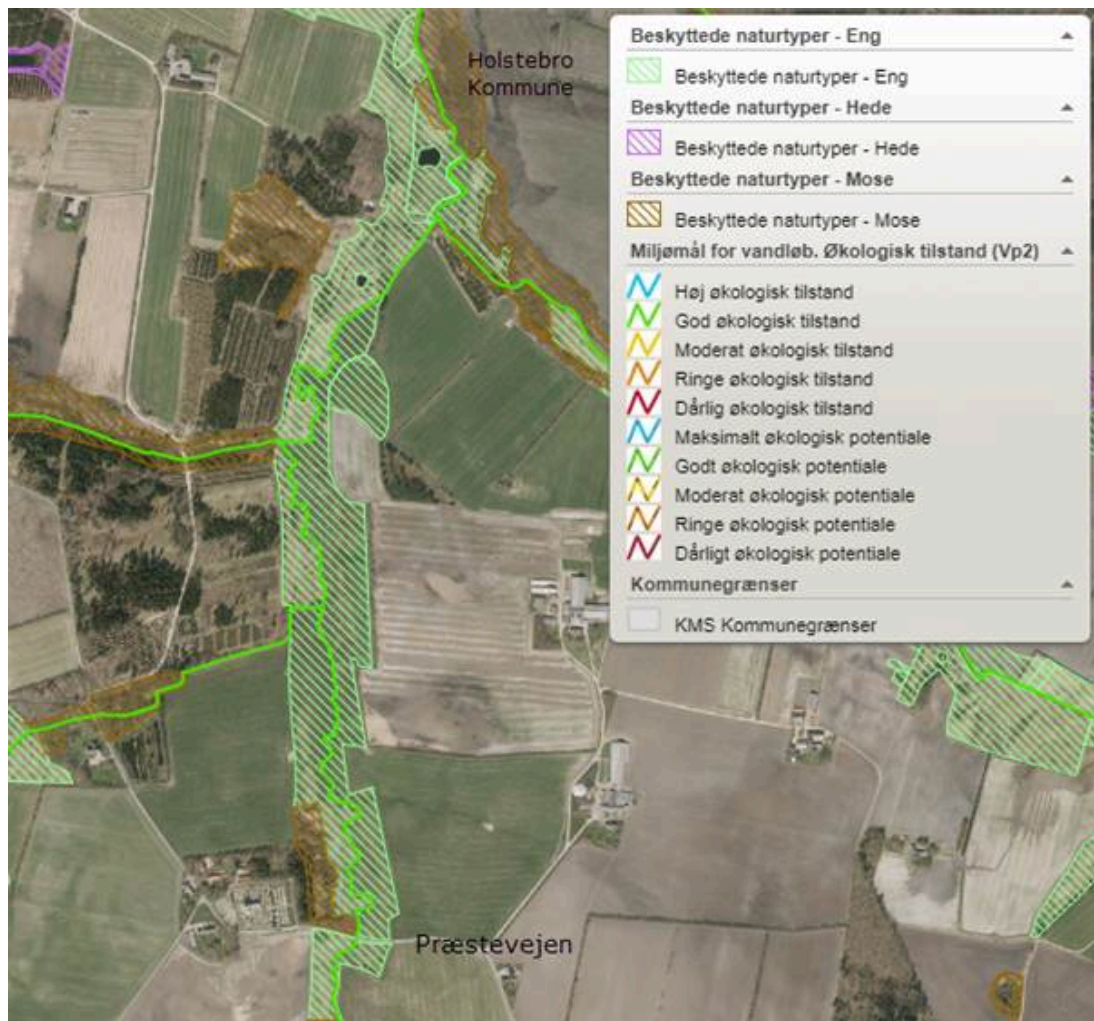 Holstebro
Kommune
Beskyttede naturtyper - Eng
Beskyttede naturtyper - Eng
Beskyttede naturtyper - Hede
Beskyttede naturtyper - Hede
Beskyttede naturtyper - Mose
Beskyttede naturtyper - Mose
Miljømål for vandløb. Økologisk tilstand (Vp2)
Høj økologisk tilstand
God økologisk tilstand
Moderat økologisk tilstand
Ringe økologisk tilstand
Dårlig økologisk tilstand
Maksimalt økologisk potentiale
Godt økologisk potentiale
Moderat økologisk potentiale
Ringe økologisk potentiale
Dårligt økologisk potentiale
Kommunegrænser
KMS Kommunegrænser
Præstevejen